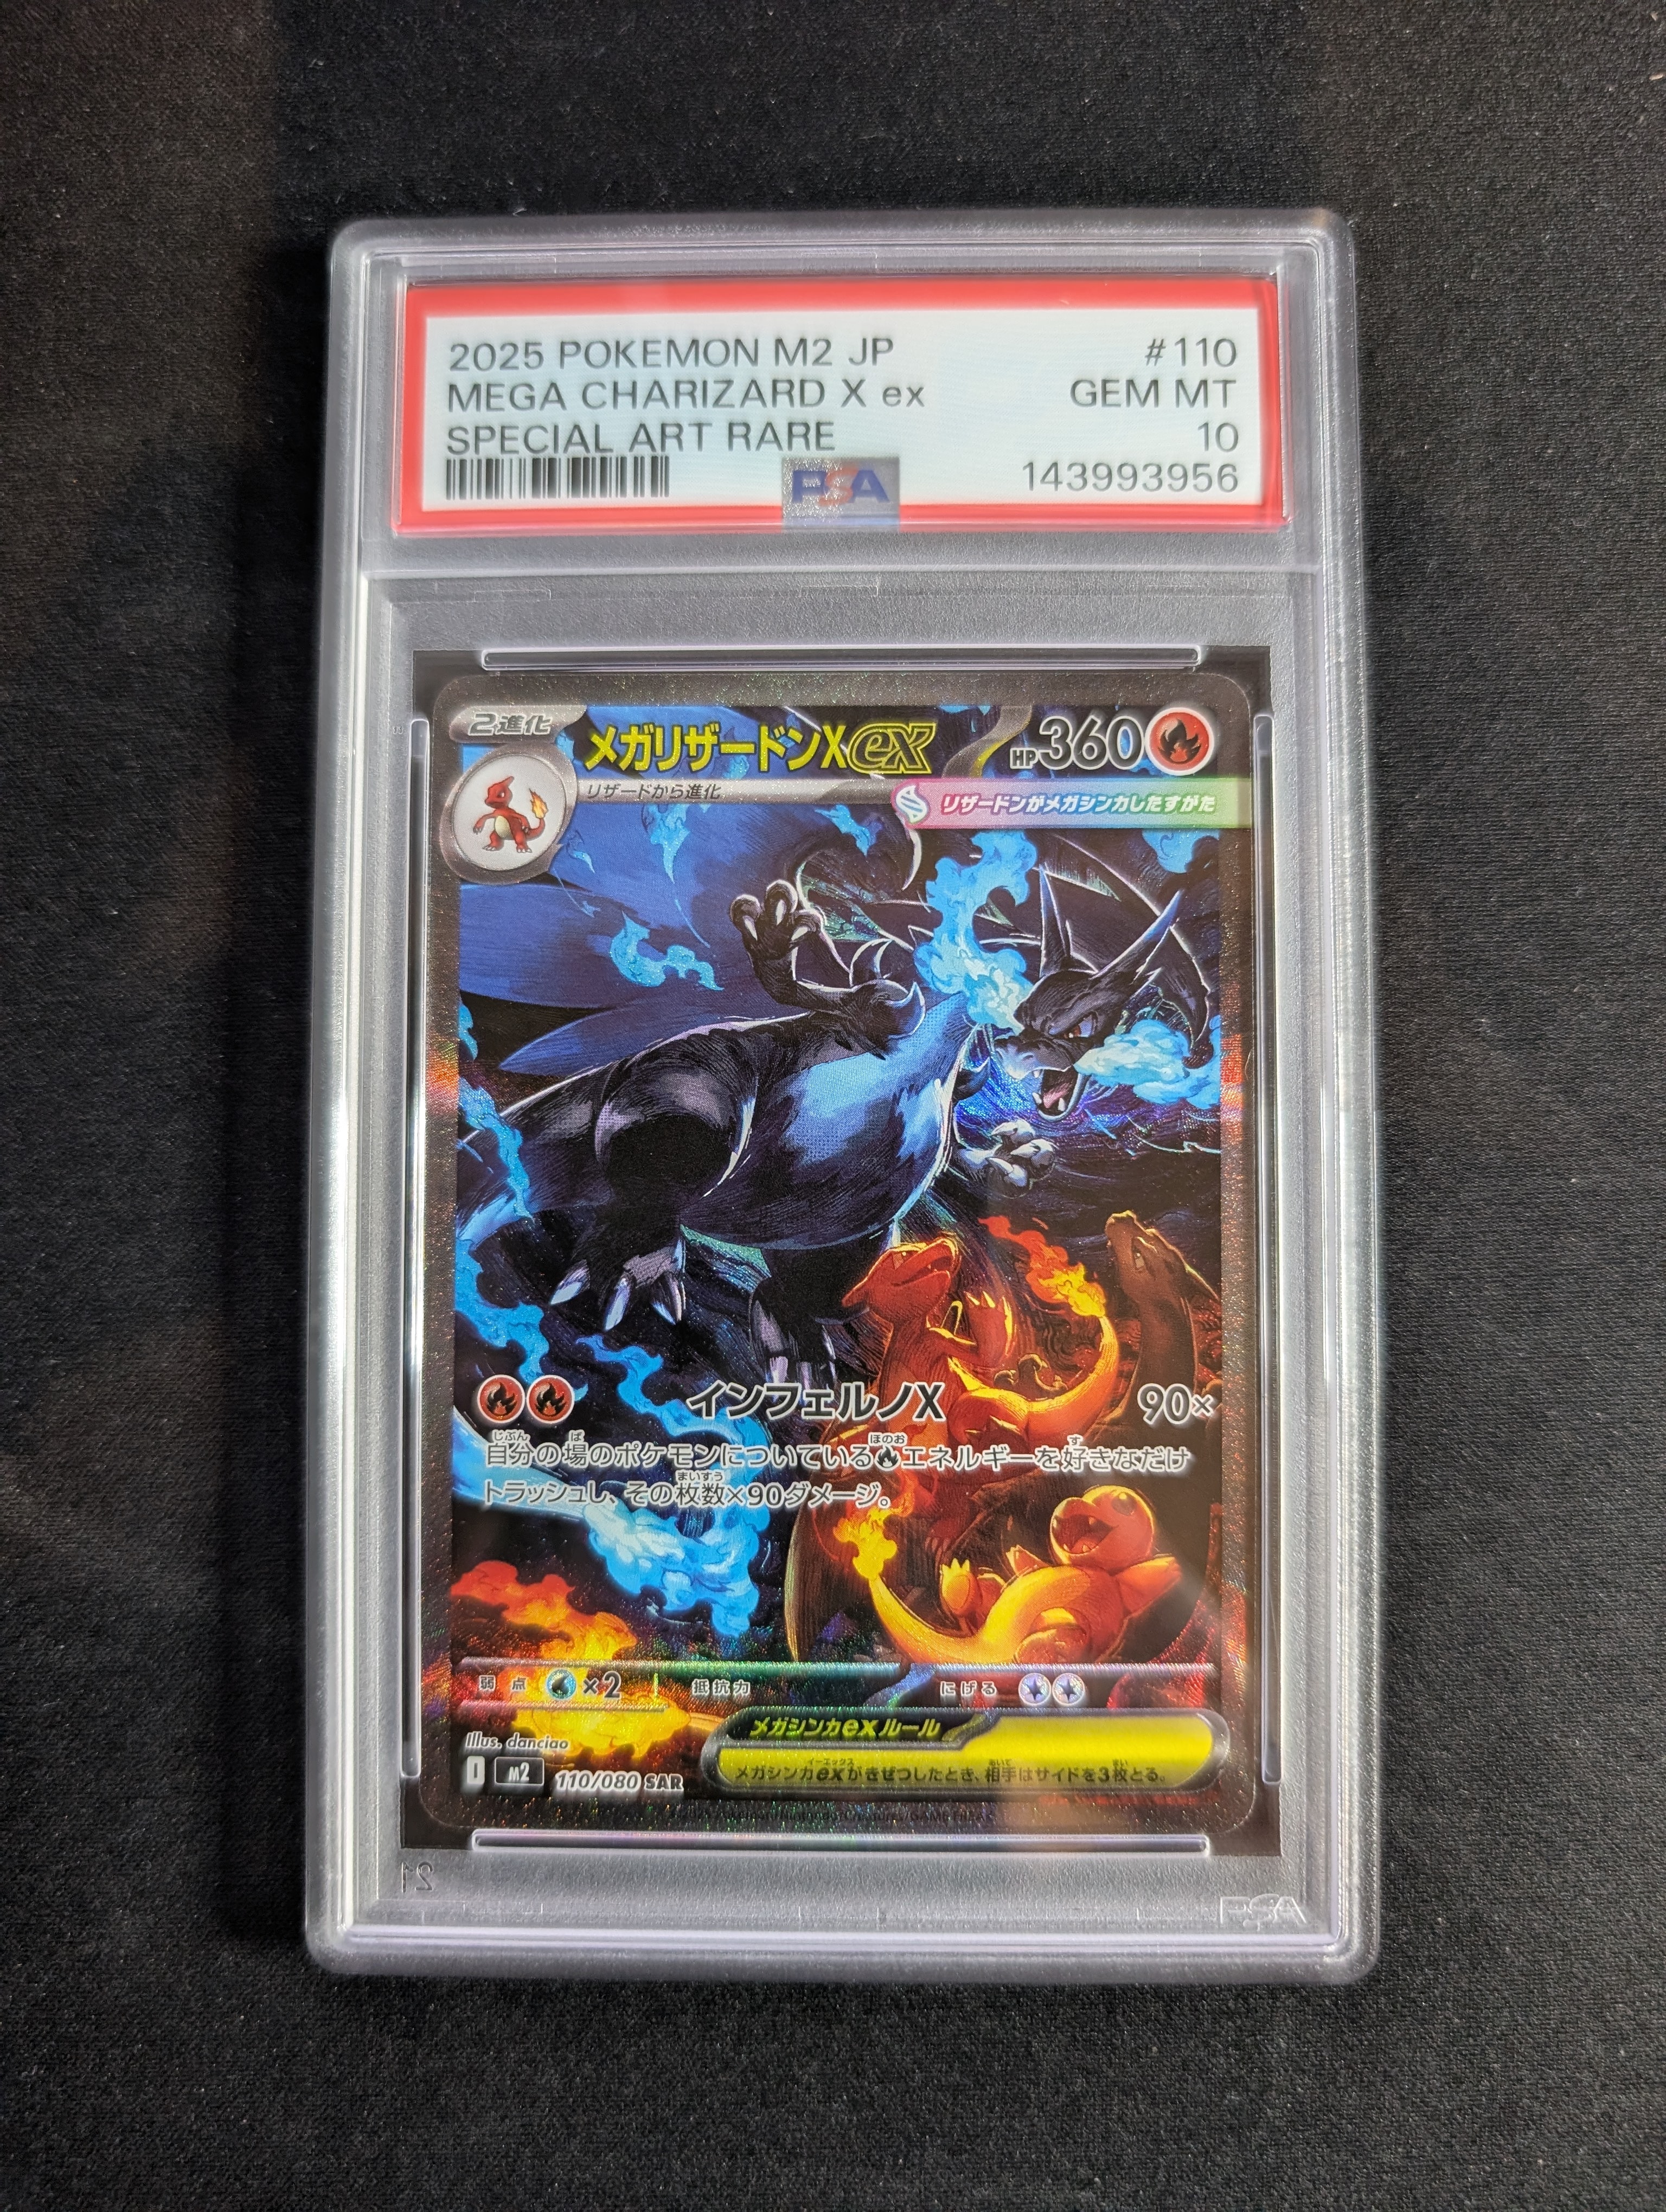 2025 POKEMON M2 JP #110
MEGA CHARIZARD X ex GEM MT
SPECIAL ART RARE 10
PSA 143993956
2進化 メガリザードンXex HP360
リザードから進化
リザードンがメガシンカしたすがた
インフェルノX 90×
自分の場のポケモンについているエネルギーを好きなだけ
トラッシュし、その枚数×90ダメージ。
弱点 ×2 抵抗力 にげる
メガシンカexルール
メガシンカexがきぜつしたとき、相手はサイドを3枚とる。
Illus. danciao
M2 110/080 SAR
21
PSA